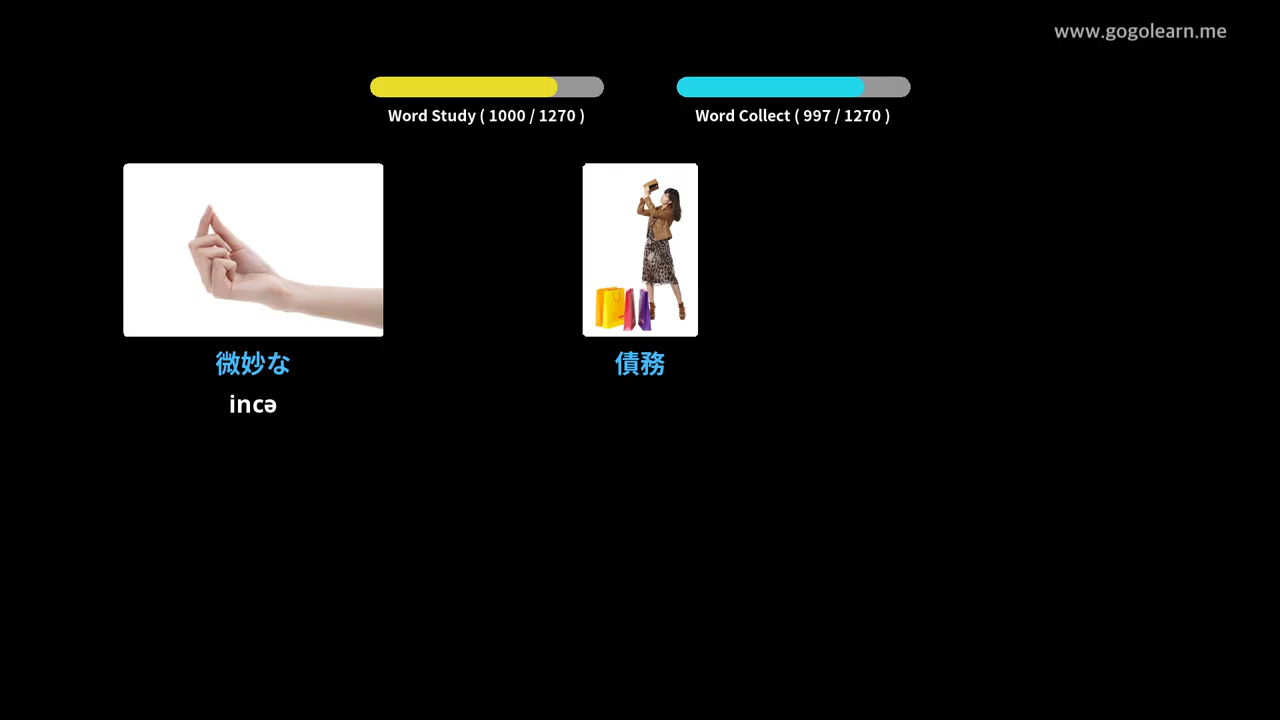 www.gogolearn.me
Word Study ( 1000 / 1270 )
Word Collect ( 997 / 1270 )
微妙な
債務
incə